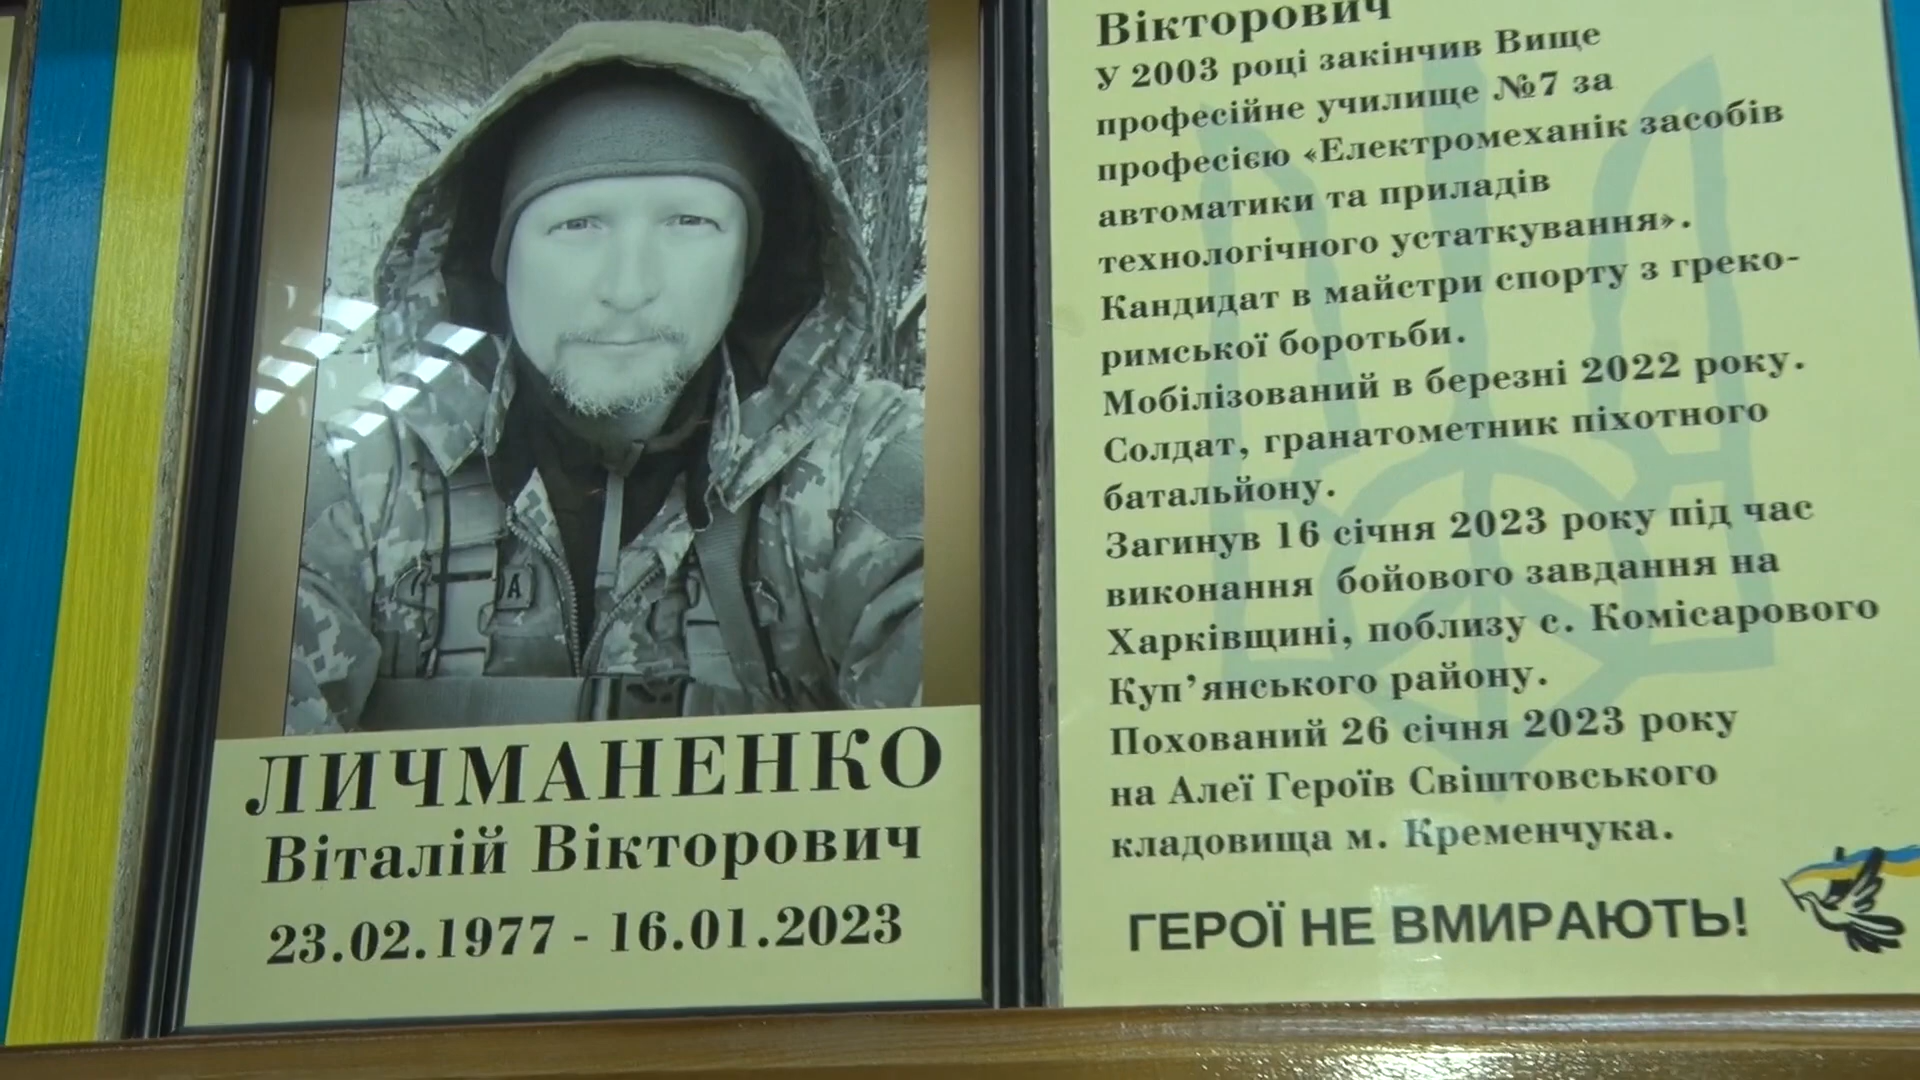 ЛИЧМАНЕНКО
Віталій Вікторович
23.02.1977 - 16.01.2023
Вікторович
У 2003 році закінчив Вище
професійне училище №7 за
професією «Електромеханік засобів
автоматики та приладів
технологічного устаткування».
Кандидат в майстри спорту з греко-
римської боротьби.
Мобілізований в березні 2022 року.
Солдат, гранатометник піхотного
батальйону.
Загинув 16 січня 2023 року під час
виконання бойового завдання на
Харківщині, поблизу с. Комісарового
Куп’янського району.
Похований 26 січня 2023 року
на Алеї Героїв Свіштовського
кладовища м. Кременчука.
ГЕРОЇ НЕ ВМИРАЮТЬ!